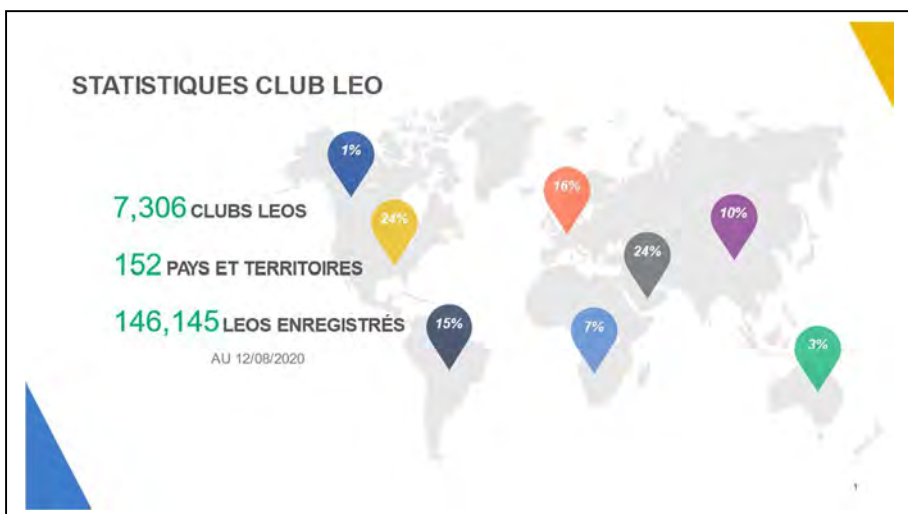 STATISTIQUES CLUB LEO
1%
16%
7,306 CLUBS LEOS
24%
10%
152 PAYS ET TERRITOIRES
24%
146,145 LEOS ENREGISTRÉS
15%
7%
3%
AU 12/08/2020
1